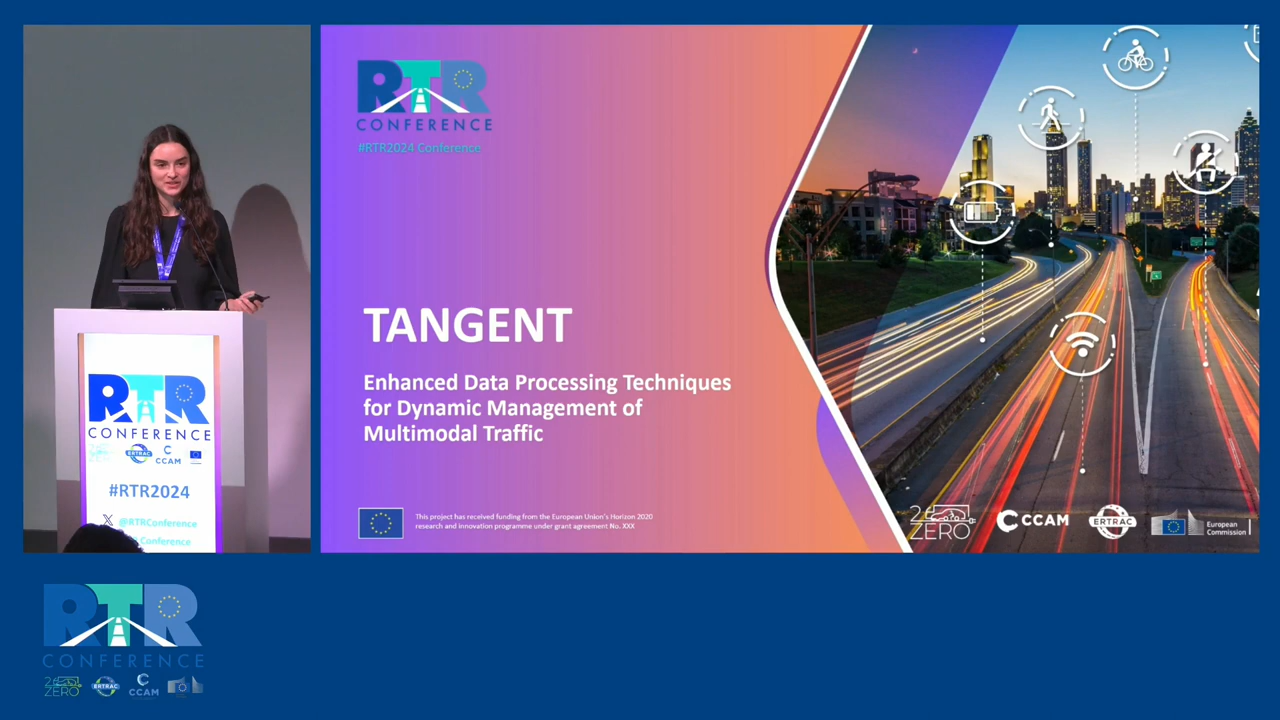 RTR
CONFERENCE
#RTR2024 Conference
TANGENT
Enhanced Data Processing Techniques
for Dynamic Management of
Multimodal Traffic
This project has received funding from the European Union's Horizon 2020
research and innovation programme under grant agreement No. XXX
2ZERO
CCAM
ERTRAC
European
Commission
RTR
CONFERENCE
ERTRAC
C
CCAM
#RTR2024
X @RTRConference
Conference
RTR
CONFERENCE
2ZERO
ERTRAC
CCAM